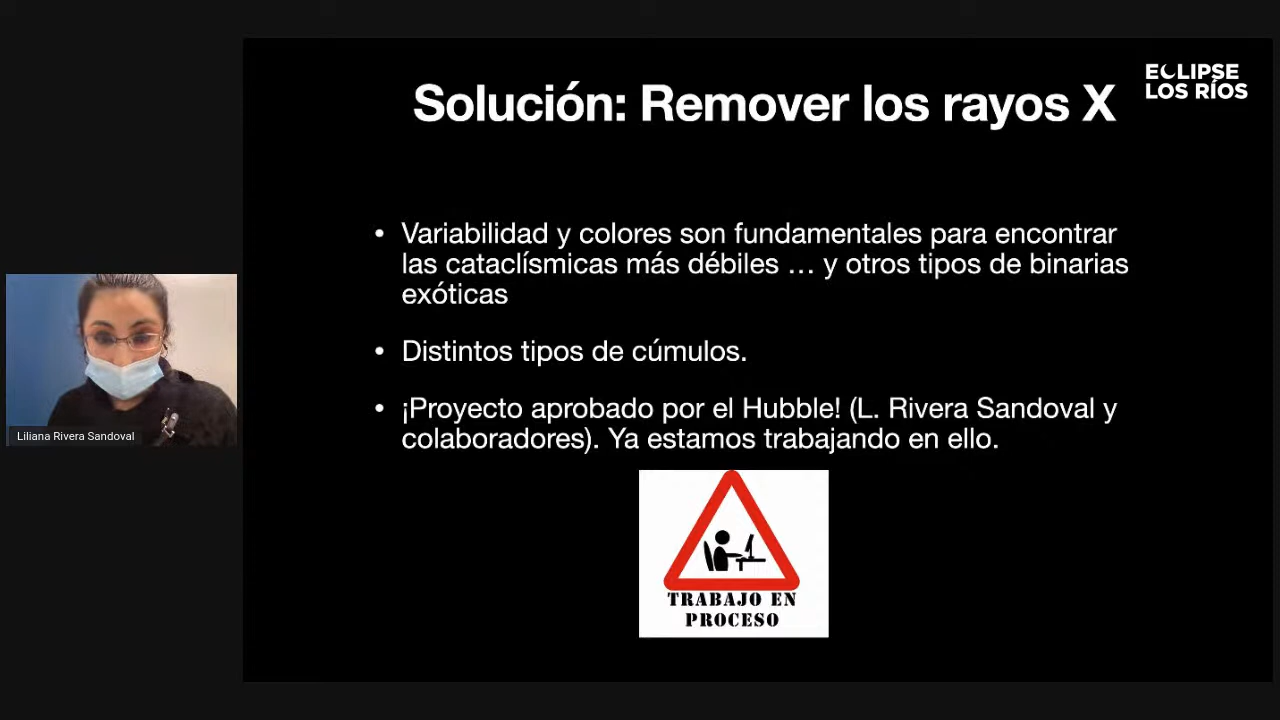 Solución: Remover los rayos X
ECLIPSE
LOS RÍOS
• Variabilidad y colores son fundamentales para encontrar
las cataclísmicas más débiles … y otros tipos de binarias
exóticas
• Distintos tipos de cúmulos.
• ¡Proyecto aprobado por el Hubble! (L. Rivera Sandoval y
colaboradores). Ya estamos trabajando en ello.
TRABAJO EN
PROCESO
Liliana Rivera Sandoval